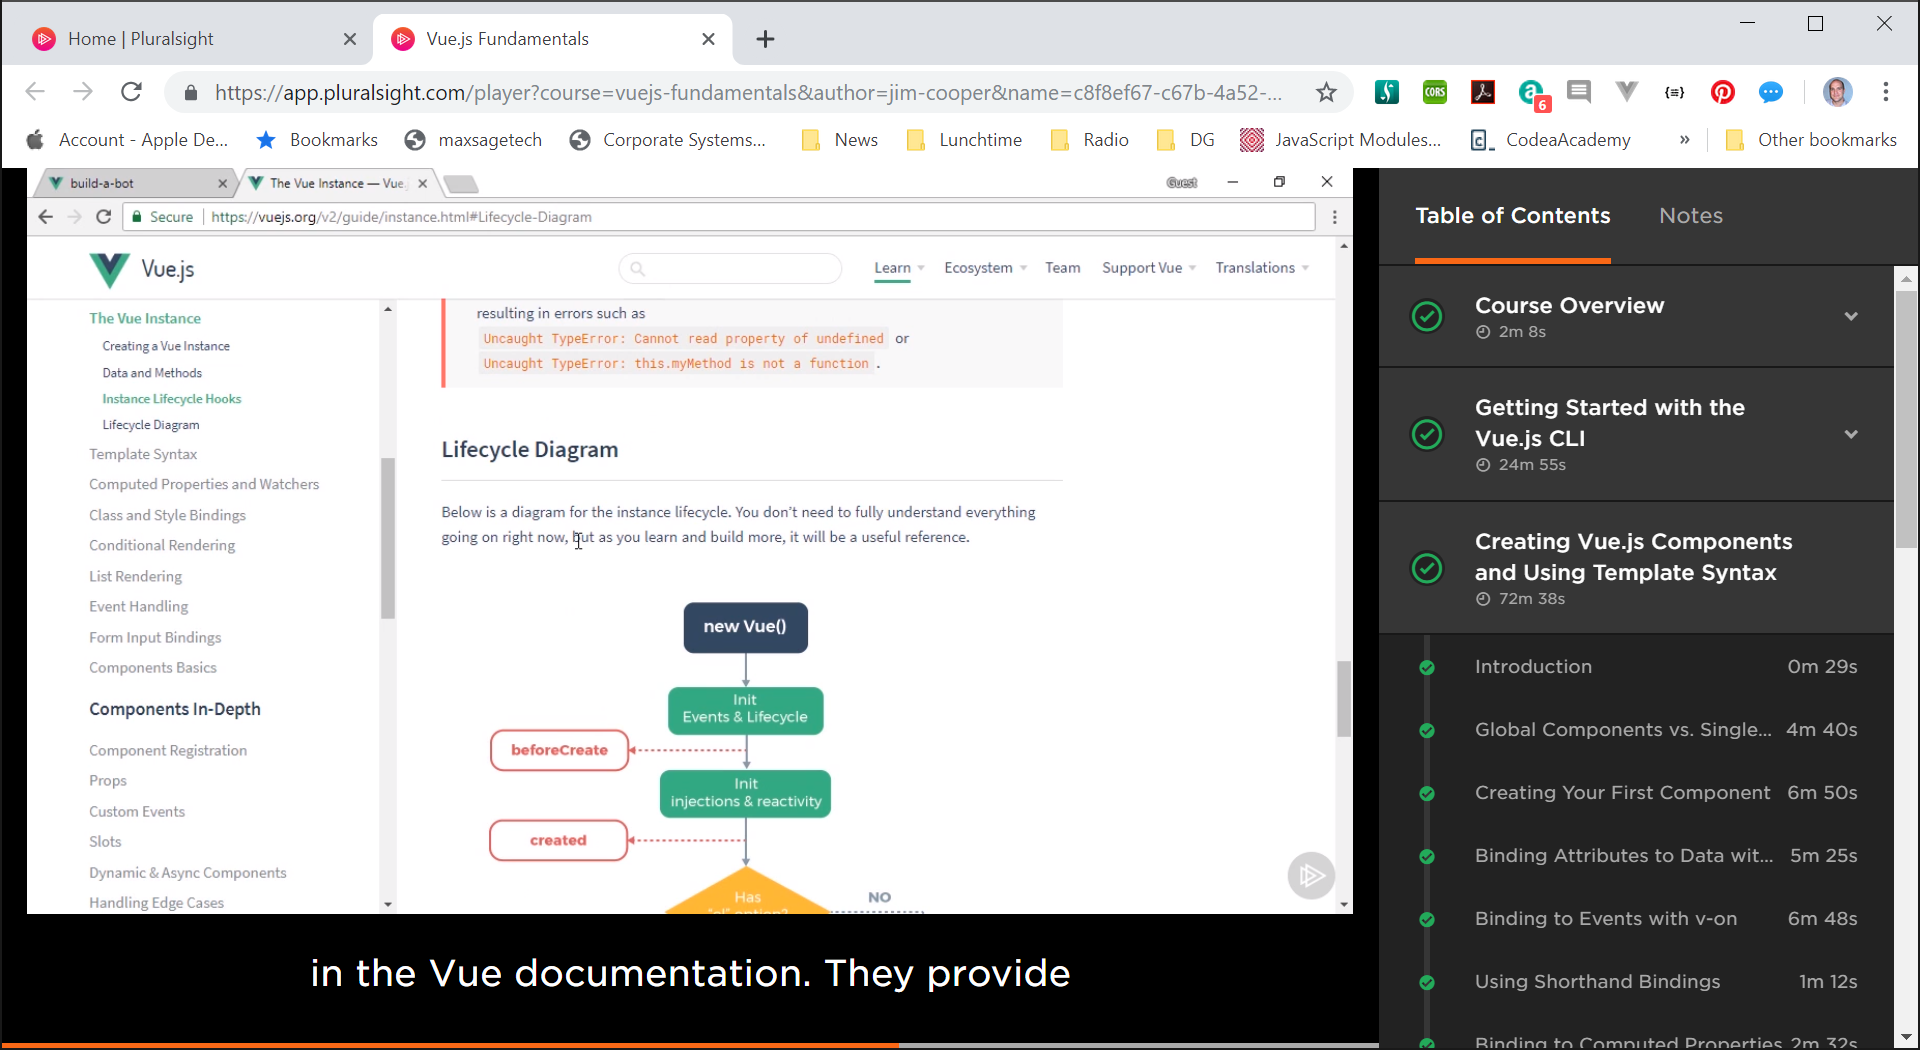 Home | Pluralsight
Vue.js Fundamentals
https://app.pluralsight.com/player?course=vuejs-fundamentals&author=jim-cooper&name=c8f8ef67-c67b-4a52-...
CORS
6
{≡}
Account - Apple De...
Bookmarks
maxsagetech
Corporate Systems...
News
Lunchtime
Radio
DG
JavaScript Modules...
CodeaAcademy
»
Other bookmarks
build-a-bot
The Vue Instance — Vue.
Guest
Secure
https://vuejs.org/v2/guide/instance.html#Lifecycle-Diagram
Vue.js
Learn
Ecosystem
Team
Support Vue
Translations
The Vue Instance
Creating a Vue Instance
Data and Methods
Instance Lifecycle Hooks
Lifecycle Diagram
Template Syntax
Computed Properties and Watchers
Class and Style Bindings
Conditional Rendering
List Rendering
Event Handling
Form Input Bindings
Components Basics
Components In-Depth
Component Registration
Props
Custom Events
Slots
Dynamic & Async Components
Handling Edge Cases
resulting in errors such as
Uncaught TypeError: Cannot read property of undefined or
Uncaught TypeError: this.myMethod is not a function .
Lifecycle Diagram
Below is a diagram for the instance lifecycle. You don't need to fully understand everything
going on right now, but as you learn and build more, it will be a useful reference.
new Vue()
Init
Events & Lifecycle
beforeCreate
Init
injections & reactivity
created
Has
"el" option?
NO
in the Vue documentation. They provide
Table of Contents
Notes
Course Overview
2m 8s
Getting Started with the
Vue.js CLI
24m 55s
Creating Vue.js Components
and Using Template Syntax
72m 38s
Introduction 0m 29s
Global Components vs. Single... 4m 40s
Creating Your First Component 6m 50s
Binding Attributes to Data wit... 5m 25s
Binding to Events with v-on 6m 48s
Using Shorthand Bindings 1m 12s
Binding to Computed Properties 2m 32s